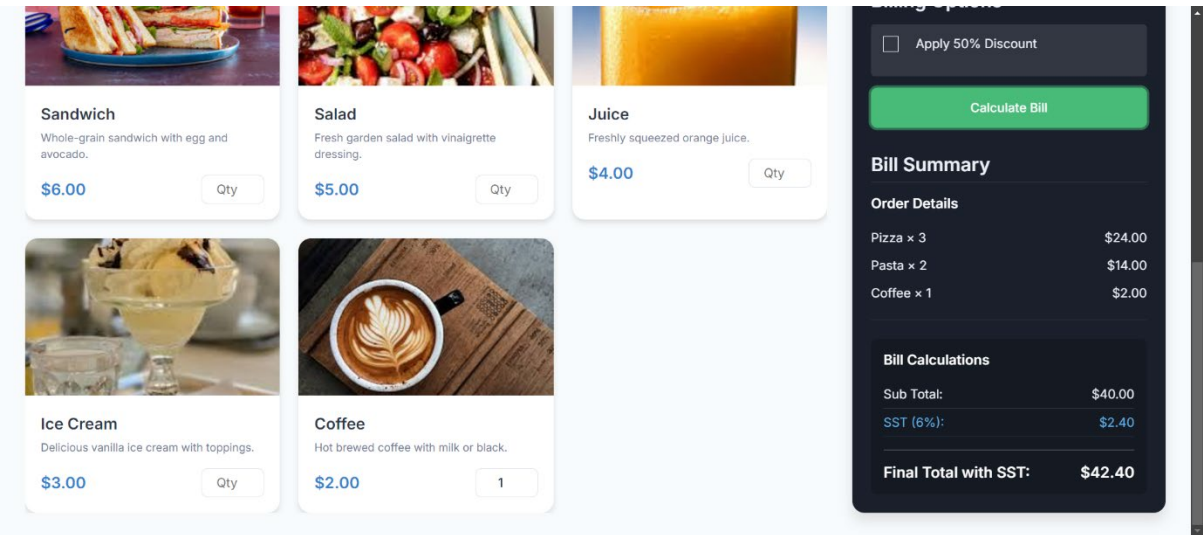 Sandwich
Whole-grain sandwich with egg and
avocado.
$6.00
Qty
Salad
Fresh garden salad with vinaigrette
dressing.
$5.00
Qty
Juice
Freshly squeezed orange juice.
$4.00
Qty
Ice Cream
Delicious vanilla ice cream with toppings.
$3.00
Qty
Coffee
Hot brewed coffee with milk or black.
$2.00
1
Billing Options
Apply 50% Discount
Calculate Bill
Bill Summary
Order Details
Pizza × 3 $24.00
Pasta × 2 $14.00
Coffee × 1 $2.00
Bill Calculations
Sub Total: $40.00
SST (6%): $2.40
Final Total with SST: $42.40